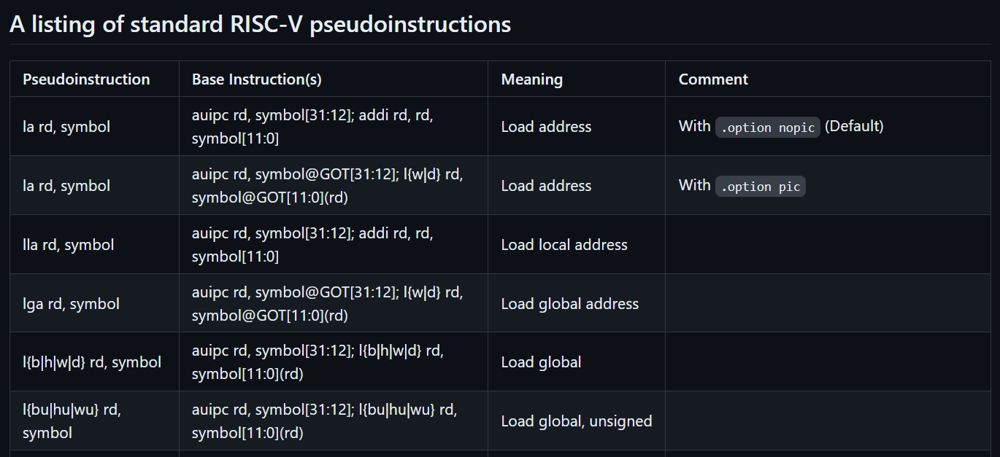 A listing of standard RISC-V pseudoinstructions
Pseudoinstruction Base Instruction(s) Meaning Comment
la rd, symbol auipc rd, symbol[31:12]; addi rd, rd, symbol[11:0] Load address With .option nopic (Default)
la rd, symbol auipc rd, symbol@GOT[31:12]; l{w|d} rd, symbol@GOT[11:0](rd) Load address With .option pic
lla rd, symbol auipc rd, symbol[31:12]; addi rd, rd, symbol[11:0] Load local address
lga rd, symbol auipc rd, symbol@GOT[31:12]; l{w|d} rd, symbol@GOT[11:0](rd) Load global address
l{b|h|w|d} rd, symbol auipc rd, symbol[31:12]; l{b|h|w|d} rd, symbol[11:0](rd) Load global
l{bu|hu|wu} rd, symbol auipc rd, symbol[31:12]; l{bu|hu|wu} rd, symbol[11:0](rd) Load global, unsigned